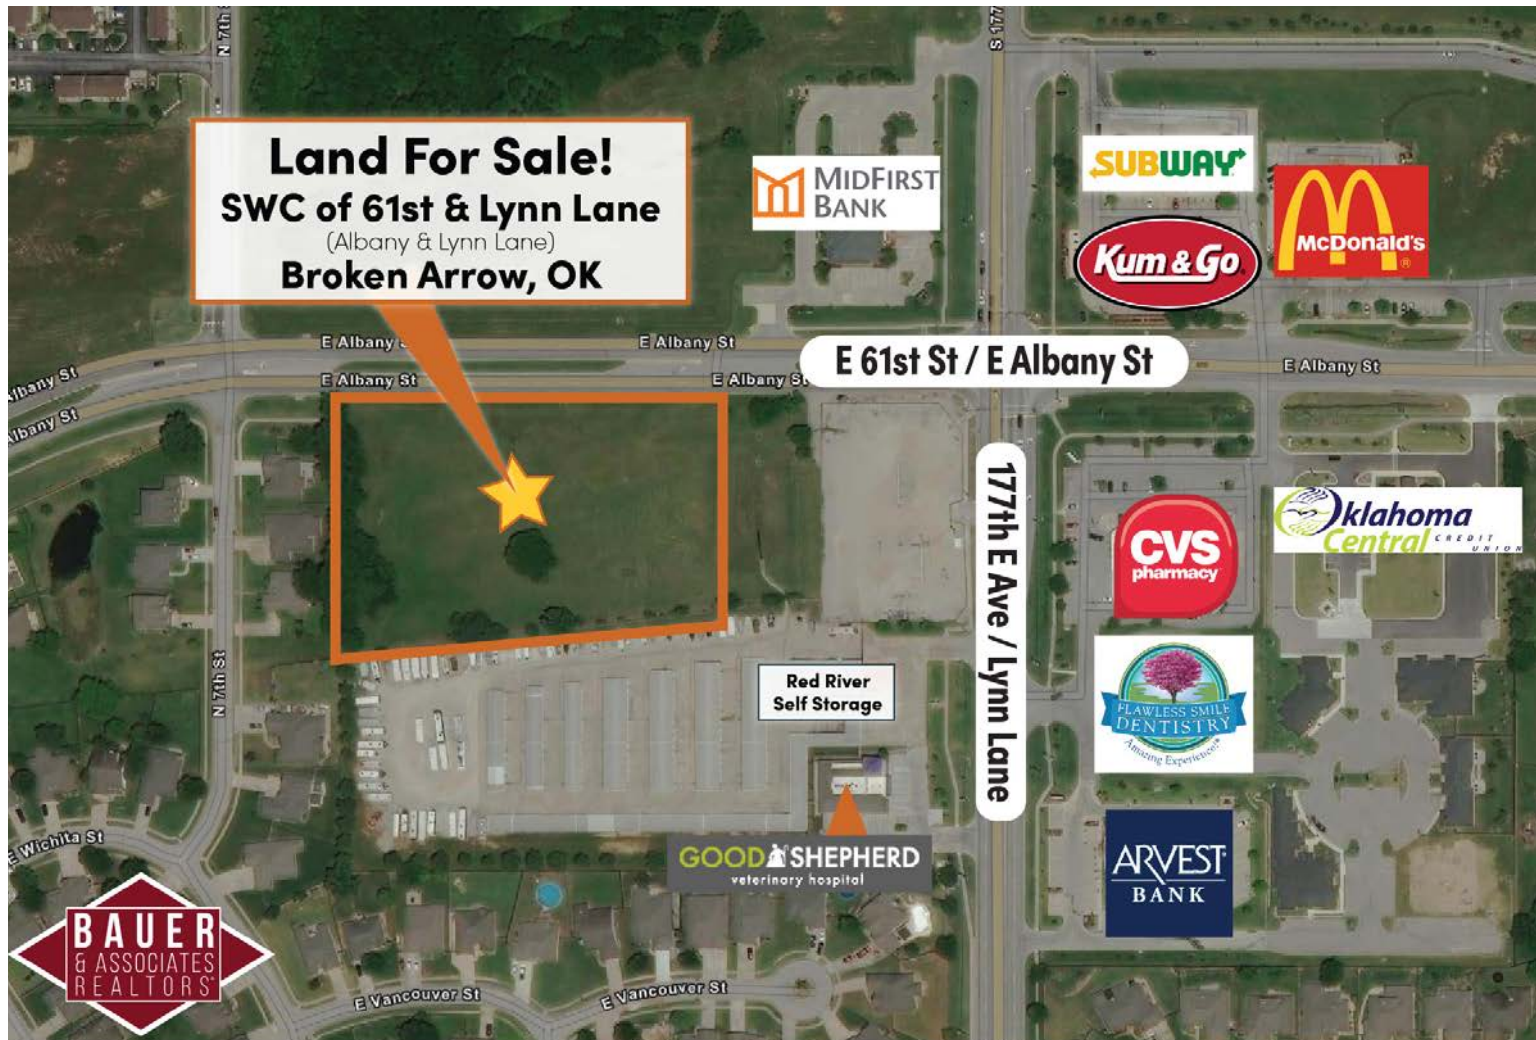 N 7th S
S 177
Land For Sale!
SWC of 61st & Lynn Lane
(Albany & Lynn Lane)
Broken Arrow, OK
MIDFIRST
BANK
SUBWAY
McDonald's
Kum & Go
E Albany S
E Albany St
E 61st St / E Albany St
E Albany St
Albany St
E Albany St
E Albany St
Albany St
177th E Ave / Lynn Lane
Oklahoma
Central CREDIT
UNION
CVS
pharmacy
N 7th St
Red River
Self Storage
FLAWLESS SMILE
DENTISTRY
Amazing Experience!
E Wichita St
GOOD SHEPHERD
veterinary hospital
ARVEST
BANK
BAUER
& ASSOCIATES
REALTORS
E Vancouver St
E Vancouver St